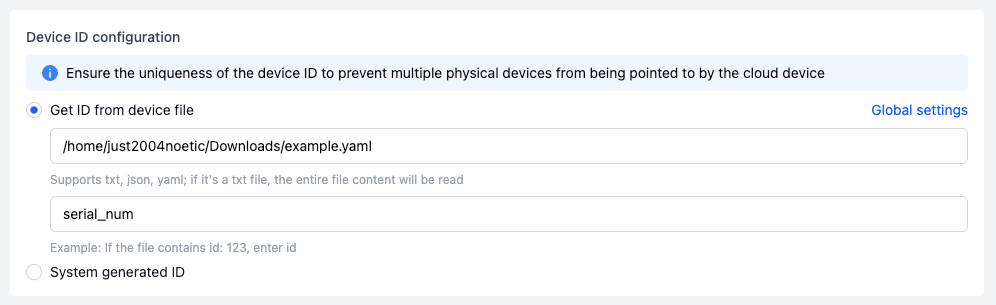 Device ID configuration
Ensure the uniqueness of the device ID to prevent multiple physical devices from being pointed to by the cloud device
Get ID from device file
Global settings
/home/just2004noetic/Downloads/example.yaml
Supports txt, json, yaml; if it's a txt file, the entire file content will be read
serial_num
Example: If the file contains id: 123, enter id
System generated ID